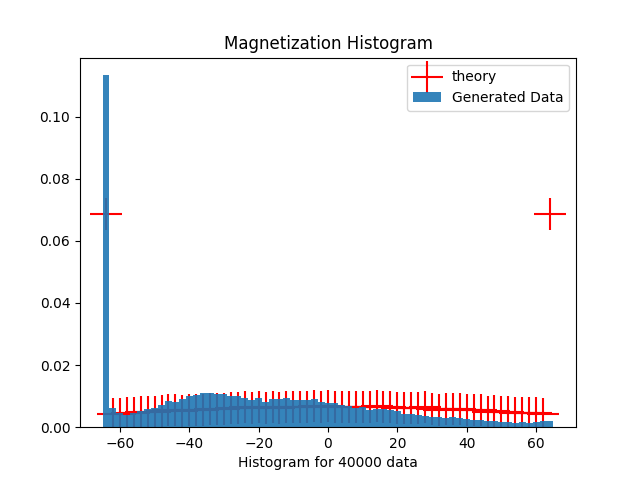 Magnetization Histogram
theory
Generated Data
0.10
0.08
0.06
0.04
0.02
0.00
−60 −40 −20 0 20 40 60
Histogram for 40000 data